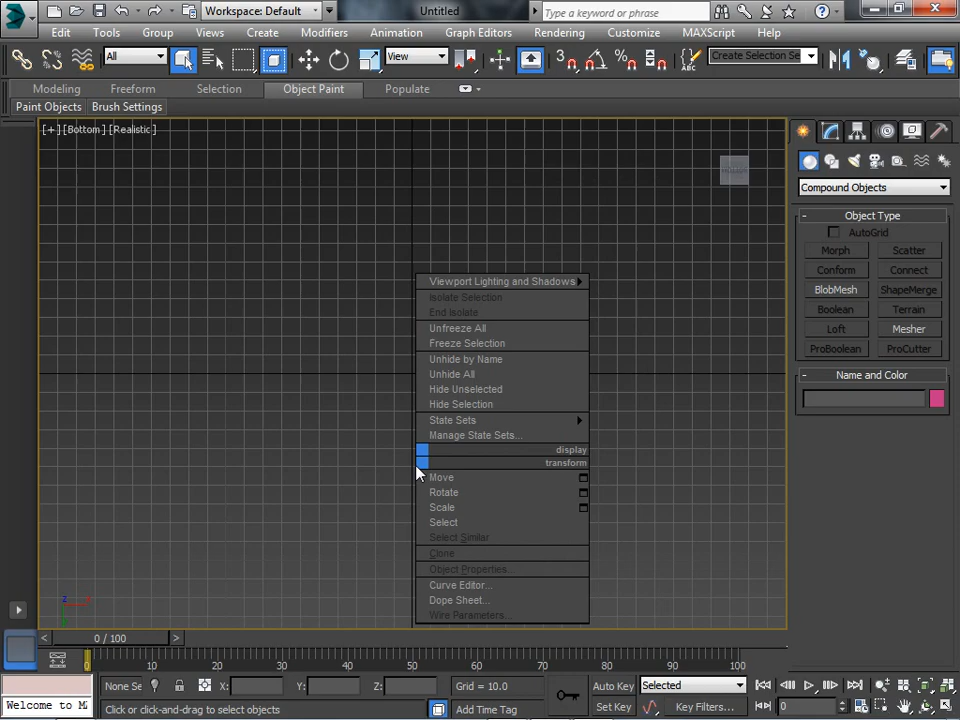 Workspace: Default
Untitled
Type a keyword or phrase
Edit
Tools
Group
Views
Create
Modifiers
Animation
Graph Editors
Rendering
Customize
MAXScript
Help
All
View
3
Create Selection Se
Modeling
Freeform
Selection
Object Paint
Populate
Paint Objects
Brush Settings
[+] [Bottom] [Realistic]
Compound Objects
Object Type
AutoGrid
Morph
Scatter
Conform
Connect
BlobMesh
ShapeMerge
Boolean
Terrain
Loft
Mesher
ProBoolean
ProCutter
Name and Color
Viewport Lighting and Shadows
Isolate Selection
End Isolate
Unfreeze All
Freeze Selection
Unhide by Name
Unhide All
Hide Unselected
Hide Selection
State Sets
Manage State Sets...
display
transform
Move
Rotate
Scale
Select
Select Similar
Clone
Object Properties...
Curve Editor...
Dope Sheet...
Wire Parameters...
z
x
0 / 100
0 10 20 30 40 50 60 70 80 90 100
None Se
X:
Y:
Z:
Grid = 10.0
Auto Key
Selected
Welcome to M
Click or click-and-drag to select objects
Add Time Tag
Set Key
Key Filters...
0